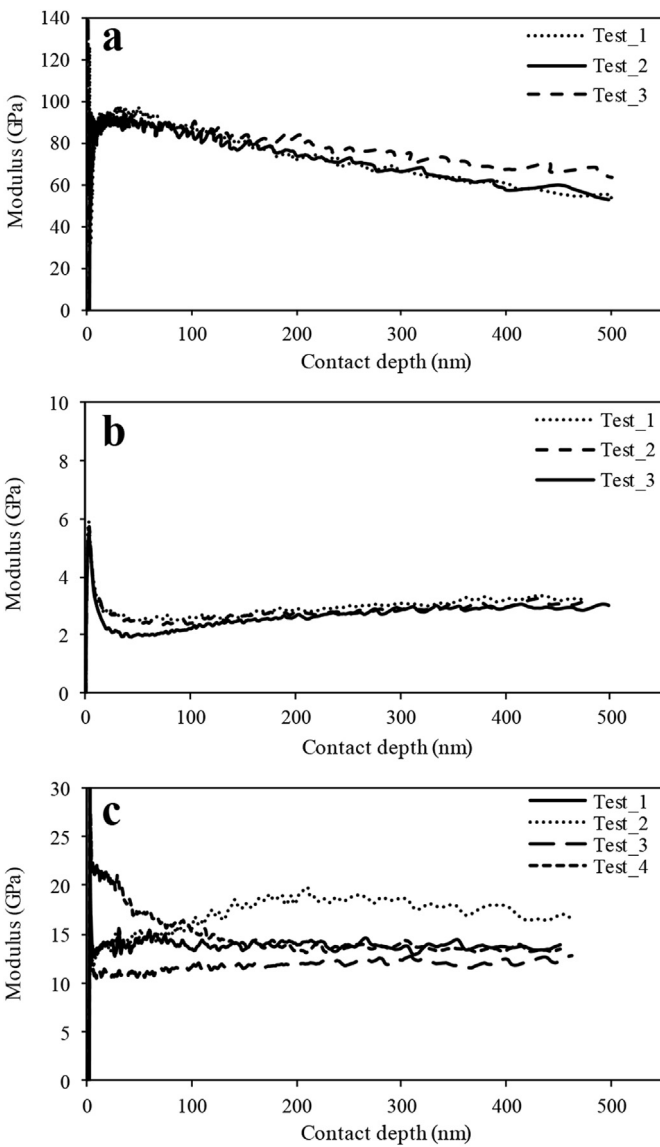 a
Test_1
Test_2
Test_3
140
120
100
80
60
40
20
0
Modulus (GPa)
0 100 200 300 400 500
Contact depth (nm)
b
Test_1
Test_2
Test_3
10
8
6
4
2
0
Modulus (GPa)
0 100 200 300 400 500
Contact depth (nm)
c
Test_1
Test_2
Test_3
Test_4
30
25
20
15
10
5
0
Modulus (GPa)
0 100 200 300 400 500
Contact depth (nm)